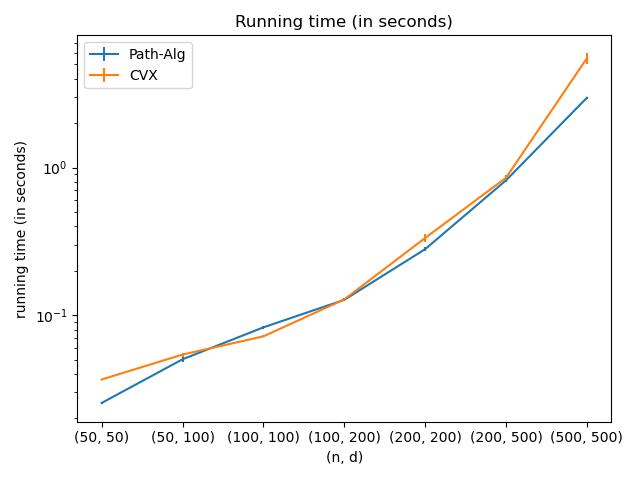 Running time (in seconds)
Path-Alg
CVX
running time (in seconds)
10^0
10^-1
(50, 50) (50, 100) (100, 100) (100, 200) (200, 200) (200, 500) (500, 500)
(n, d)